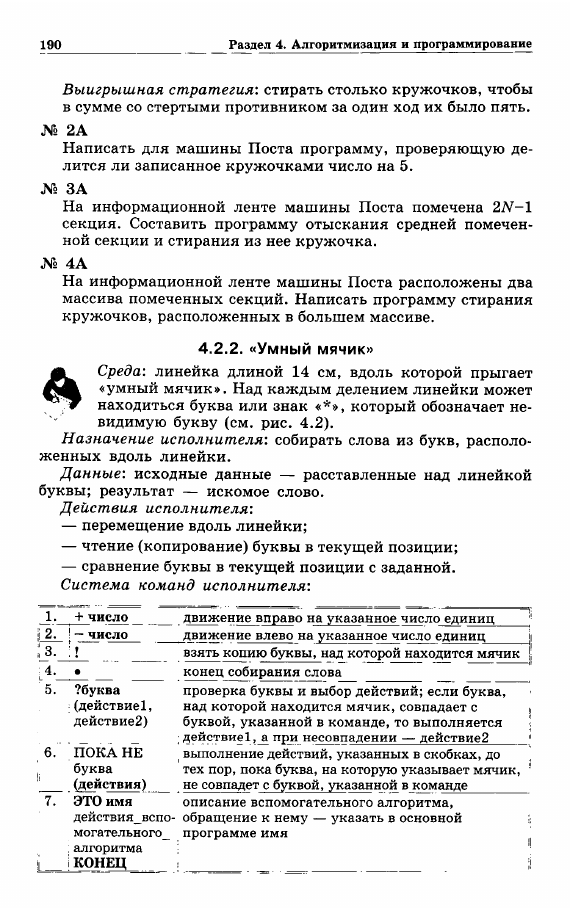 190 Раздел 4. Алгоритмизация и программирование
Выигрышная стратегия: стирать столько кружочков, чтобы
в сумме со стертыми противником за один ход их было пять.
№ 2А
Написать для машины Поста программу, проверяющую де-
лится ли записанное кружочками число на 5.
№ 3А
На информационной ленте машины Поста помечена 2N−1
секция. Составить программу отыскания средней помечен-
ной секции и стирания из нее кружочка.
№ 4А
На информационной ленте машины Поста расположены два
массива помеченных секций. Написать программу стирания
кружочков, расположенных в большем массиве.
4.2.2. «Умный мячик»
Среда: линейка длиной 14 см, вдоль которой прыгает
«умный мячик». Над каждым делением линейки может
находиться буква или знак «*», который обозначает не-
видимую букву (см. рис. 4.2).
Назначение исполнителя: собирать слова из букв, располо-
женных вдоль линейки.
Данные: исходные данные — расставленные над линейкой
буквы; результат — искомое слово.
Действия исполнителя:
— перемещение вдоль линейки;
— чтение (копирование) буквы в текущей позиции;
— сравнение буквы в текущей позиции с заданной.
Система команд исполнителя:
1. + число движение вправо на указанное число единиц
2. − число движение влево на указанное число единиц
3. ! взять копию буквы, над которой находится мячик
4. • конец собирания слова
5. ?буква проверка буквы и выбор действий; если буква,
(действие1, над которой находится мячик, совпадает с
действие2) буквой, указанной в команде, то выполняется
действие1, а при несовпадении — действие2
6. ПОКА НЕ выполнение действий, указанных в скобках, до
буква тех пор, пока буква, на которую указывает мячик,
(действия) не совпадет с буквой, указанной в команде
7. ЭТО имя описание вспомогательного алгоритма,
действия_вспо- обращение к нему — указать в основной
могательного_ программе имя
алгоритма
КОНЕЦ